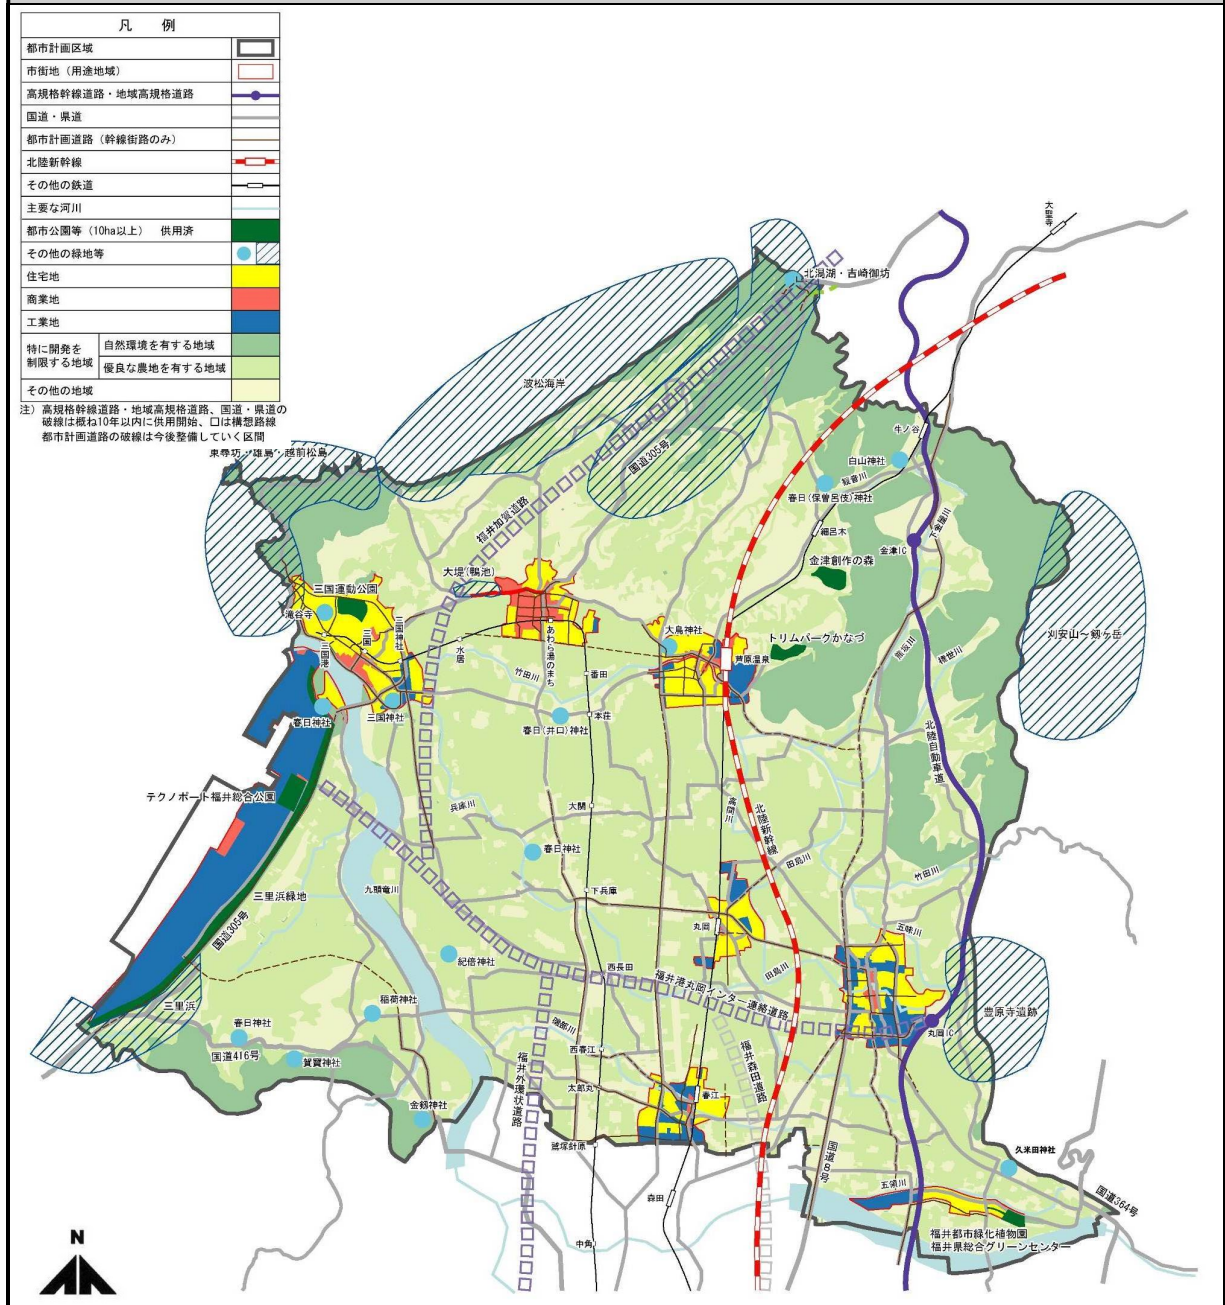 凡 例
都市計画区域
市街地（用途地域）
高規格幹線道路・地域高規格道路
国道・県道
都市計画道路（幹線街路のみ）
北陸新幹線
その他の鉄道
主要な河川
都市公園等（10ha以上） 供用済
その他の緑地等
住宅地
商業地
工業地
特に開発を
制限する地域
自然環境を有する地域
優良な農地を有する地域
その他の地域
注）高規格幹線道路・地域高規格道路、国道・県道の
破線は概ね10年以内に供用開始、口は構想路線
都市計画道路の破線は今後整備していく区間
東尋坊・雄島・越前松島
大聖寺
北潟湖・吉崎御坊
波松海岸
国道305号
牛ノ谷
白山神社
観音川
春日(保曽呂伎)神社
福井加賀道路
細呂木
金津IC
下金屋川
金津創作の森
大堤(鴨池)
三国運動公園
滝谷寺
三国
三国神社
三国港
水居
あわら湯のまち
大鳥神社
芦原温泉
トリムパークかなづ
熊坂川
権世川
刈安山～剱ヶ岳
竹田川
番田
本荘
春日(井口)神社
春日神社
三国神社
北陸自動車道
テクノポート福井総合公園
兵庫川
大関
北陸新幹線
春日神社
田島川
竹田川
三里浜緑地
九頭竜川
下兵庫
国道305号
丸岡
五味川
紀倍神社
西長田
田島川
福井港丸岡インター連絡道路
稲荷神社
三里浜
春日神社
国道416号
賀寶神社
磯部川
西春江
丸岡IC
豊原寺遺跡
福井外環状道路
福井森田道路
太郎丸
春江
金剱神社
鷲塚針原
国道8号
久米田神社
五領川
国道364号
森田
福井都市緑化植物園
福井県総合グリーンセンター
中角
N